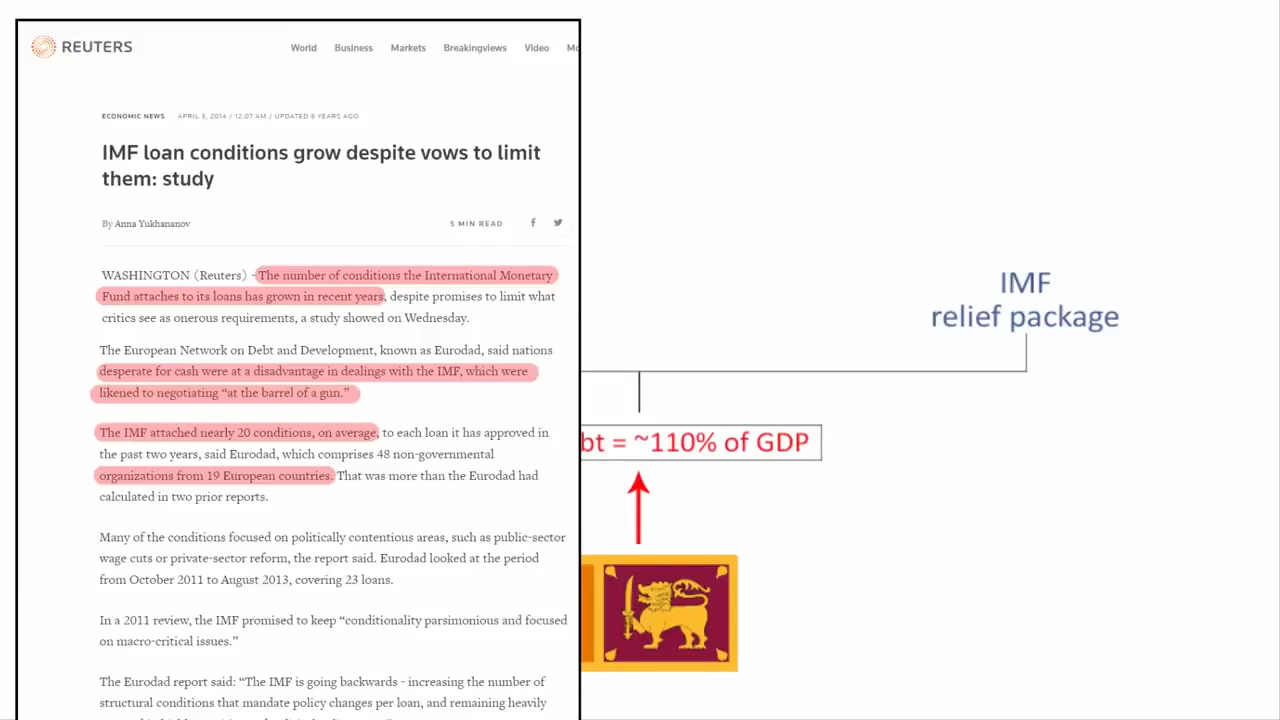 REUTERS
World Business Markets Breakingviews Video
ECONOMIC NEWS APRIL 3, 2014 / 12:07 AM / UPDATED 8 YEARS AGO
IMF loan conditions grow despite vows to limit
them: study
By Anna Yukhananov
5 MIN READ
WASHINGTON (Reuters) - The number of conditions the International Monetary
Fund attaches to its loans has grown in recent years, despite promises to limit what
critics see as onerous requirements, a study showed on Wednesday.
The European Network on Debt and Development, known as Eurodad, said nations
desperate for cash were at a disadvantage in dealings with the IMF, which were
likened to negotiating “at the barrel of a gun.”
The IMF attached nearly 20 conditions, on average, to each loan it has approved in
the past two years, said Eurodad, which comprises 48 non-governmental
organizations from 19 European countries. That was more than the Eurodad had
calculated in two prior reports.
Many of the conditions focused on politically contentious areas, such as public-sector
wage cuts or private-sector reform, the report said. Eurodad looked at the period
from October 2011 to August 2013, covering 23 loans.
In a 2011 review, the IMF promised to keep “conditionality parsimonious and focused
on macro-critical issues.”
The Eurodad report said: “The IMF is going backwards - increasing the number of
structural conditions that mandate policy changes per loan, and remaining heavily
IMF
relief package
bt = ~110% of GDP